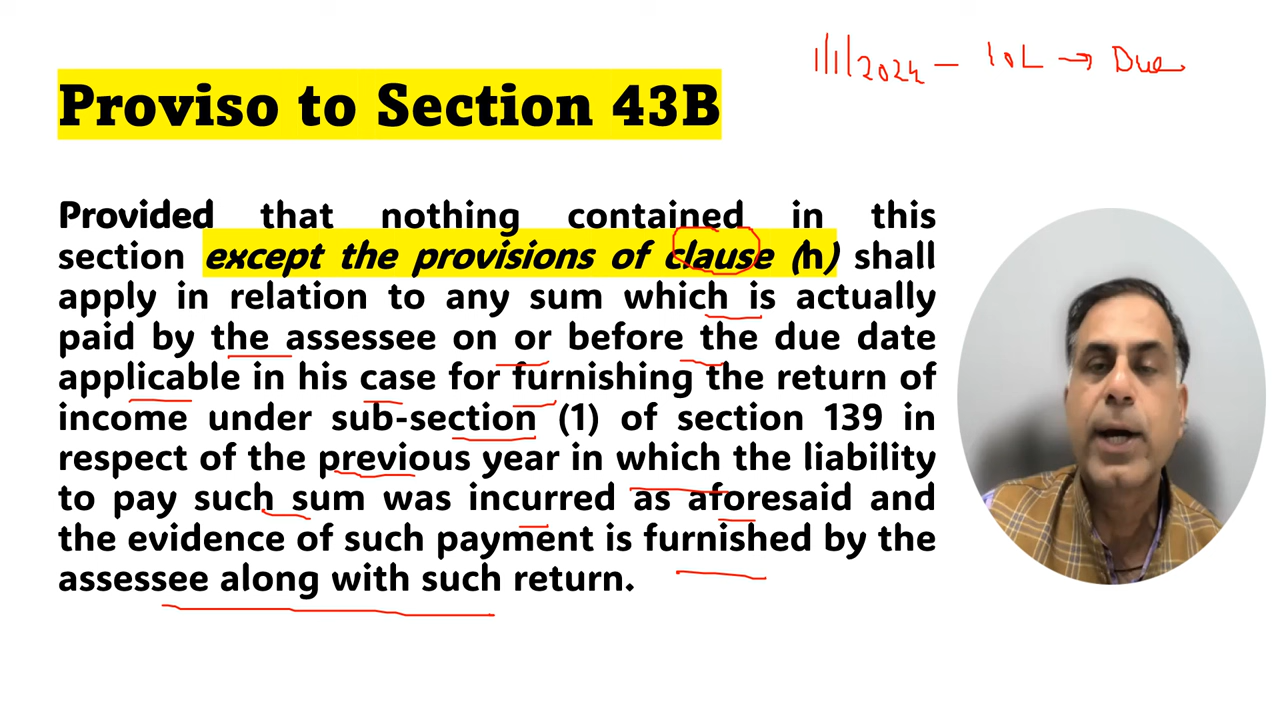 1/1/2024 – 10L → Due
Proviso to Section 43B
Provided that nothing contained in this
section except the provisions of clause (h) shall
apply in relation to any sum which is actually
paid by the assessee on or before the due date
applicable in his case for furnishing the return of
income under sub-section (1) of section 139 in
respect of the previous year in which the liability
to pay such sum was incurred as aforesaid and
the evidence of such payment is furnished by the
assessee along with such return.